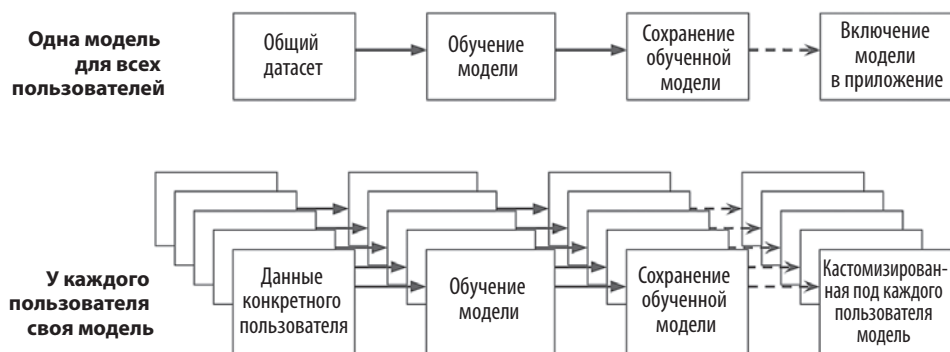 Одна модель
для всех
пользователей
Общий
датасет
Обучение
модели
Сохранение
обученной
модели
Включение
модели
в приложение
У каждого
пользователя
своя модель
Данные
конкретного
пользователя
Обучение
модели
Сохранение
обученной
модели
Кастомизирован-
ная под каждого
пользователя
модель